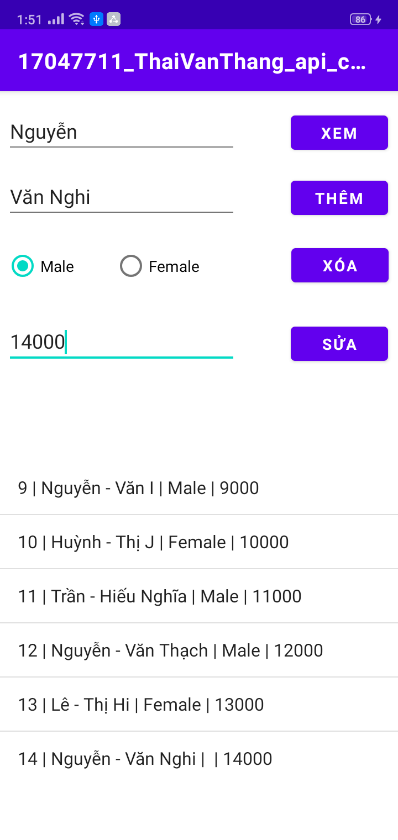 1:51 86
17047711_ThaiVanThang_api_c...
Nguyễn XEM
Văn Nghi THÊM
Male Female XÓA
14000 SỬA
9 | Nguyễn - Văn I | Male | 9000
10 | Huỳnh - Thị J | Female | 10000
11 | Trần - Hiếu Nghĩa | Male | 11000
12 | Nguyễn - Văn Thạch | Male | 12000
13 | Lê - Thị Hi | Female | 13000
14 | Nguyễn - Văn Nghi |  | 14000